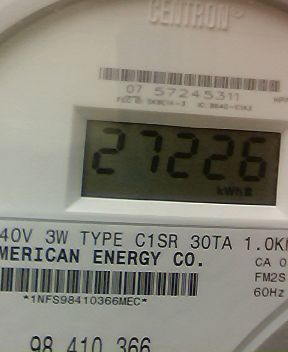 CENTRON®
07 57245311
27226
kWh
40V 3W TYPE C1SR 30TA 1.0K
MERICAN ENERGY CO.
CA 0
FM2S
60Hz
*1NFS98410366MEC*
98 410 366